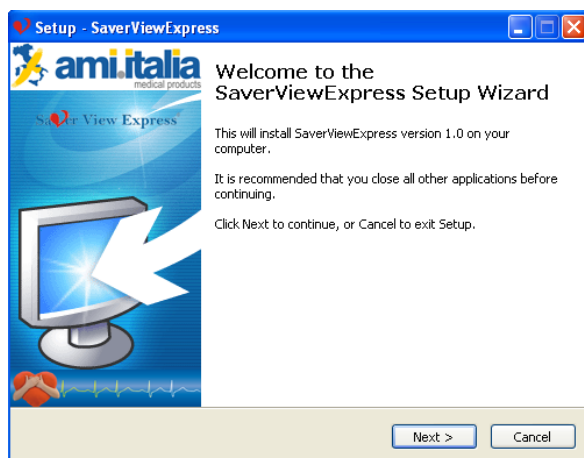 Setup - SaverViewExpress
ami.italia
medical products
Saver View Express
Welcome to the
SaverViewExpress Setup Wizard
This will install SaverViewExpress version 1.0 on your
computer.
It is recommended that you close all other applications before
continuing.
Click Next to continue, or Cancel to exit Setup.
Next >
Cancel